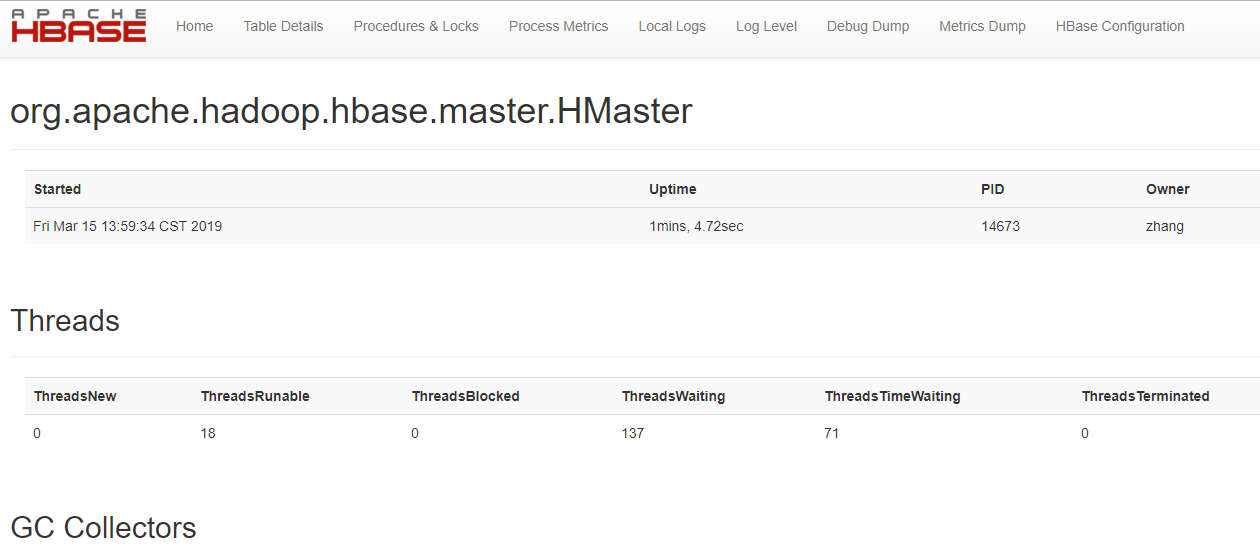 APACHE
HBASE Home Table Details Procedures & Locks Process Metrics Local Logs Log Level Debug Dump Metrics Dump HBase Configuration
org.apache.hadoop.hbase.master.HMaster
Started Uptime PID Owner
Fri Mar 15 13:59:34 CST 2019 1mins, 4.72sec 14673 zhang
Threads
ThreadsNew ThreadsRunable ThreadsBlocked ThreadsWaiting ThreadsTimeWaiting ThreadsTerminated
0 18 0 137 71 0
GC Collectors